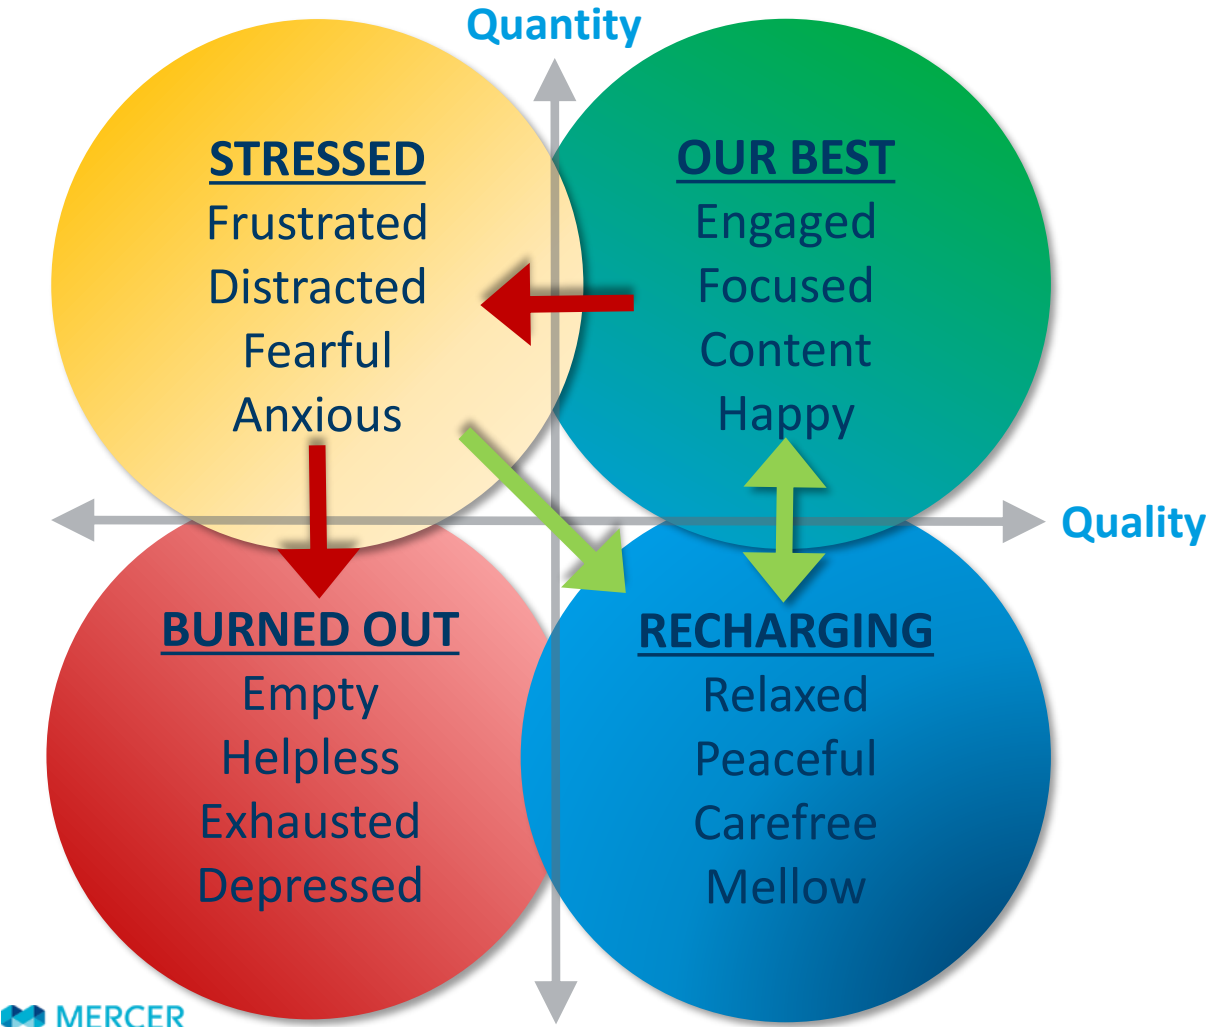 Quantity
STRESSED
Frustrated
Distracted
Fearful
Anxious
OUR BEST
Engaged
Focused
Content
Happy
Quality
BURNED OUT
Empty
Helpless
Exhausted
Depressed
RECHARGING
Relaxed
Peaceful
Carefree
Mellow
MERCER